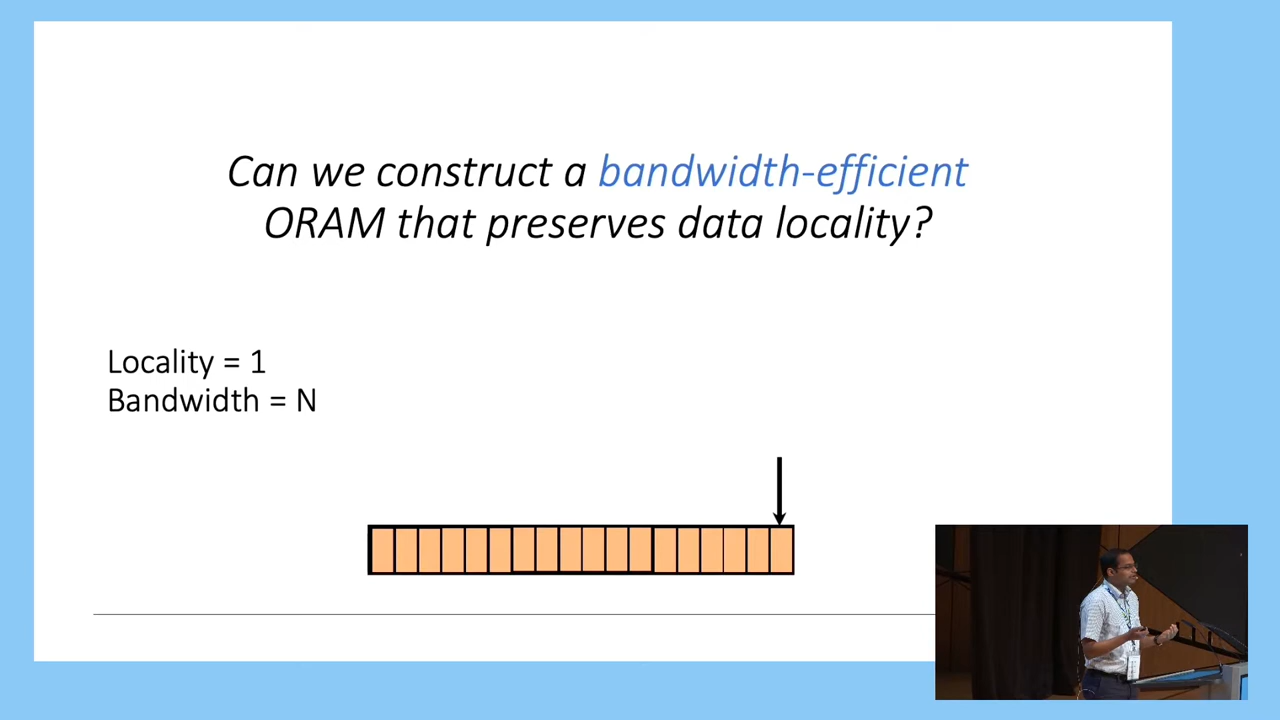 Can we construct a bandwidth-efficient
ORAM that preserves data locality?
Locality = 1
Bandwidth = N